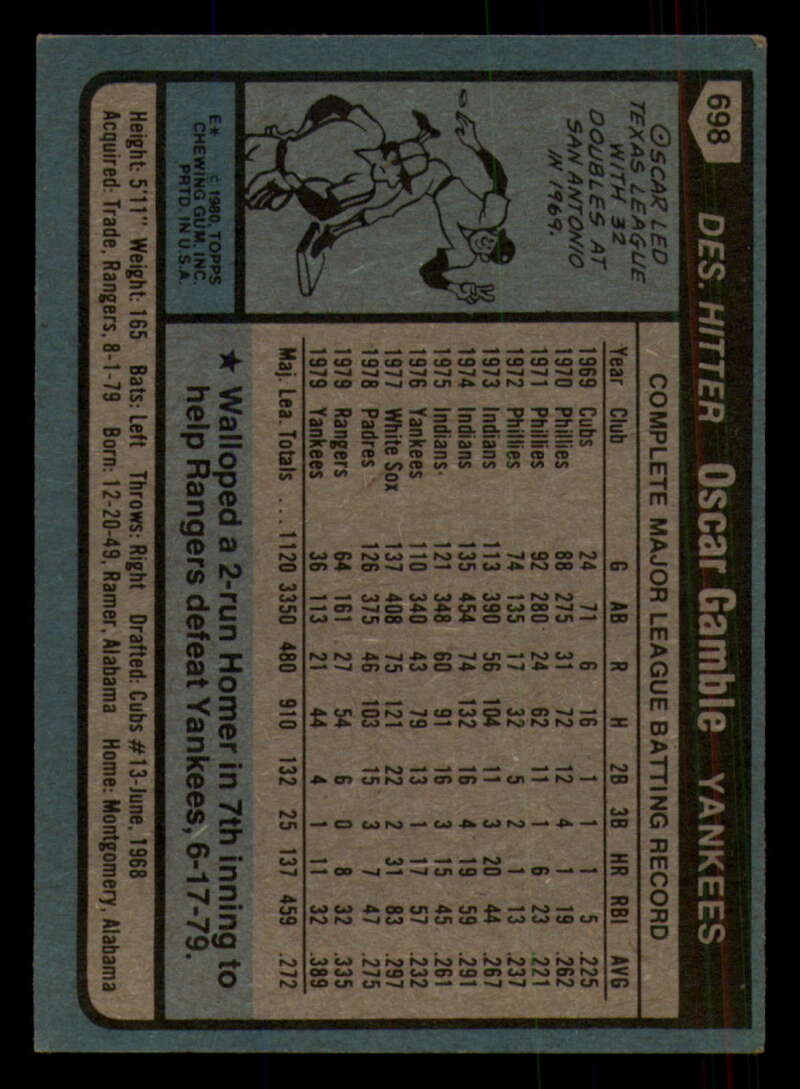 698 DES. HITTER Oscar Gamble YANKEES
OSCAR LED
TEXAS LEAGUE
WITH 32
DOUBLES AT
SAN ANTONIO
IN 1969.
E* © 1980 TOPPS
CHEWING GUM, INC.
PRTD. IN U.S.A.
COMPLETE MAJOR LEAGUE BATTING RECORD
Year Club G AB R H 2B 3B HR RBI AVG
1969 Cubs 24 71 6 16 1 1 1 5 .225
1970 Phillies 88 275 31 72 12 4 1 19 .262
1971 Phillies 92 280 24 62 11 1 6 23 .221
1972 Phillies 74 135 17 32 5 2 1 13 .237
1973 Indians 113 390 56 104 11 3 20 44 .267
1974 Indians 135 454 74 132 16 4 19 59 .291
1975 Indians 121 348 60 91 16 3 15 45 .261
1976 Yankees 110 340 43 79 13 1 17 57 .232
1977 White Sox 137 408 75 121 22 2 31 83 .297
1978 Padres 126 375 46 103 15 3 7 47 .275
1979 Rangers 64 161 27 54 6 0 8 32 .335
1979 Yankees 36 113 21 44 4 1 11 32 .389
Maj. Lea. Totals . . . 1120 3350 480 910 132 25 137 459 .272
★ Walloped a 2-run Homer in 7th inning to
help Rangers defeat Yankees, 6-17-79.
Height: 5'11" Weight: 165 Bats: Left Throws: Right Drafted: Cubs #13-June, 1968
Acquired: Trade, Rangers, 8-1-79 Born: 12-20-49, Ramer, Alabama Home: Montgomery, Alabama